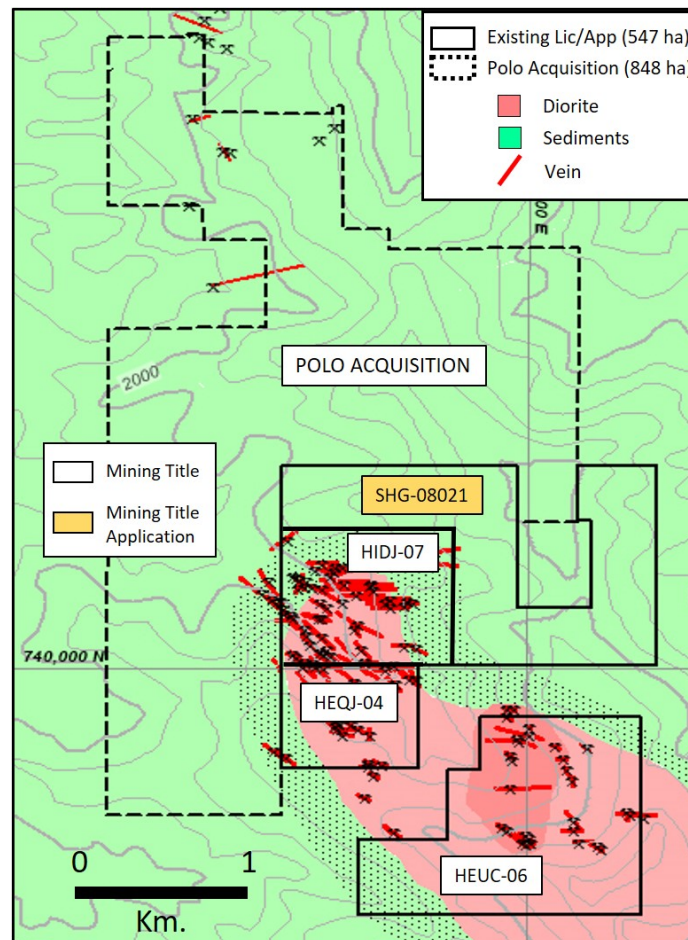 Existing Lic/App (547 ha)
Polo Acquisition (848 ha)
Diorite
Sediments
Vein
00 E
2000
POLO ACQUISITION
Mining Title
Mining Title
Application
SHG-08021
HIDJ-07
740,000 N
HEQJ-04
HEUC-06
0 1
Km.